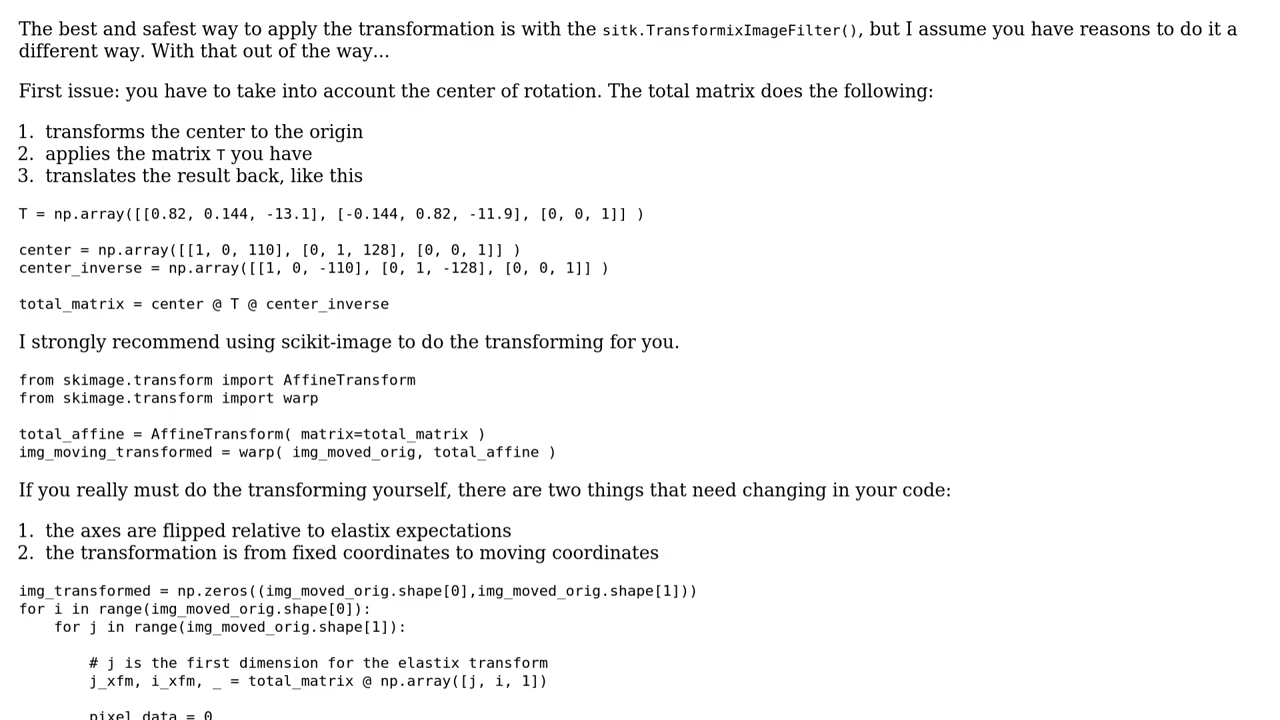 The best and safest way to apply the transformation is with the sitk.TransformixImageFilter(), but I assume you have reasons to do it a
different way. With that out of the way...
First issue: you have to take into account the center of rotation. The total matrix does the following:
1. transforms the center to the origin
2. applies the matrix T you have
3. translates the result back, like this
T = np.array([[0.82, 0.144, -13.1], [-0.144, 0.82, -11.9], [0, 0, 1]] )
center = np.array([[1, 0, 110], [0, 1, 128], [0, 0, 1]] )
center_inverse = np.array([[1, 0, -110], [0, 1, -128], [0, 0, 1]] )
total_matrix = center @ T @ center_inverse
I strongly recommend using scikit-image to do the transforming for you.
from skimage.transform import AffineTransform
from skimage.transform import warp
total_affine = AffineTransform( matrix=total_matrix )
img_moving_transformed = warp( img_moved_orig, total_affine )
If you really must do the transforming yourself, there are two things that need changing in your code:
1. the axes are flipped relative to elastix expectations
2. the transformation is from fixed coordinates to moving coordinates
img_transformed = np.zeros((img_moved_orig.shape[0],img_moved_orig.shape[1]))
for i in range(img_moved_orig.shape[0]):
    for j in range(img_moved_orig.shape[1]):
        # j is the first dimension for the elastix transform
        j_xfm, i_xfm, _ = total_matrix @ np.array([j, i, 1])
        pixel_data = 0